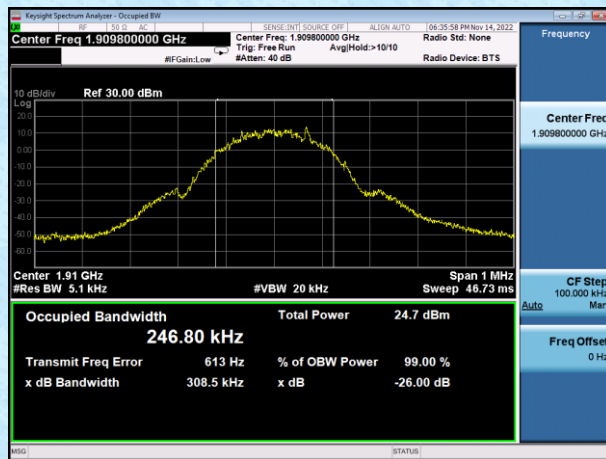 Keysight Spectrum Analyzer - Occupied BW
RF 50 Ω AC SENSE:INT SOURCE OFF ALIGN AUTO 06:35:58 PM Nov 14, 2022
Center Freq 1.909800000 GHz
Center Freq: 1.909800000 GHz Radio Std: None
Trig: Free Run Avg|Hold:>10/10
#IFGain:Low #Atten: 40 dB Radio Device: BTS
10 dB/div Ref 30.00 dBm
Log
20.0
10.0
0.00
-10.0
-20.0
-30.0
-40.0
-50.0
-60.0
Center 1.91 GHz Span 1 MHz
#Res BW 5.1 kHz #VBW 20 kHz Sweep 46.73 ms
Occupied Bandwidth Total Power 24.7 dBm
246.80 kHz
Transmit Freq Error 613 Hz % of OBW Power 99.00 %
x dB Bandwidth 308.5 kHz x dB -26.00 dB
MSG STATUS
Frequency
Center Freq
1.909800000 GHz
CF Step
100.000 kHz
Auto Man
Freq Offset
0 Hz